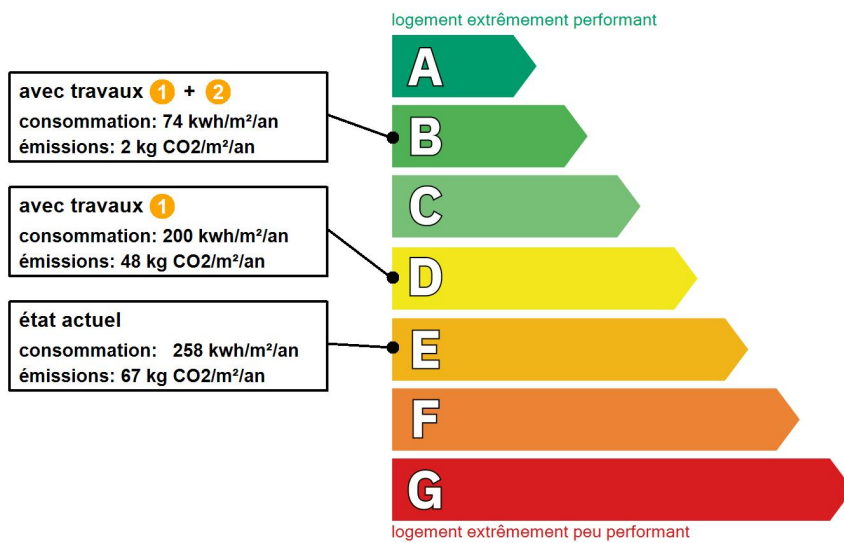 logement extrêmement performant
A
avec travaux 1 + 2
consommation: 74 kwh/m²/an
émissions: 2 kg CO2/m²/an
B
C
avec travaux 1
consommation: 200 kwh/m²/an
émissions: 48 kg CO2/m²/an
D
état actuel
consommation: 258 kwh/m²/an
émissions: 67 kg CO2/m²/an
E
F
G
logement extrêmement peu performant